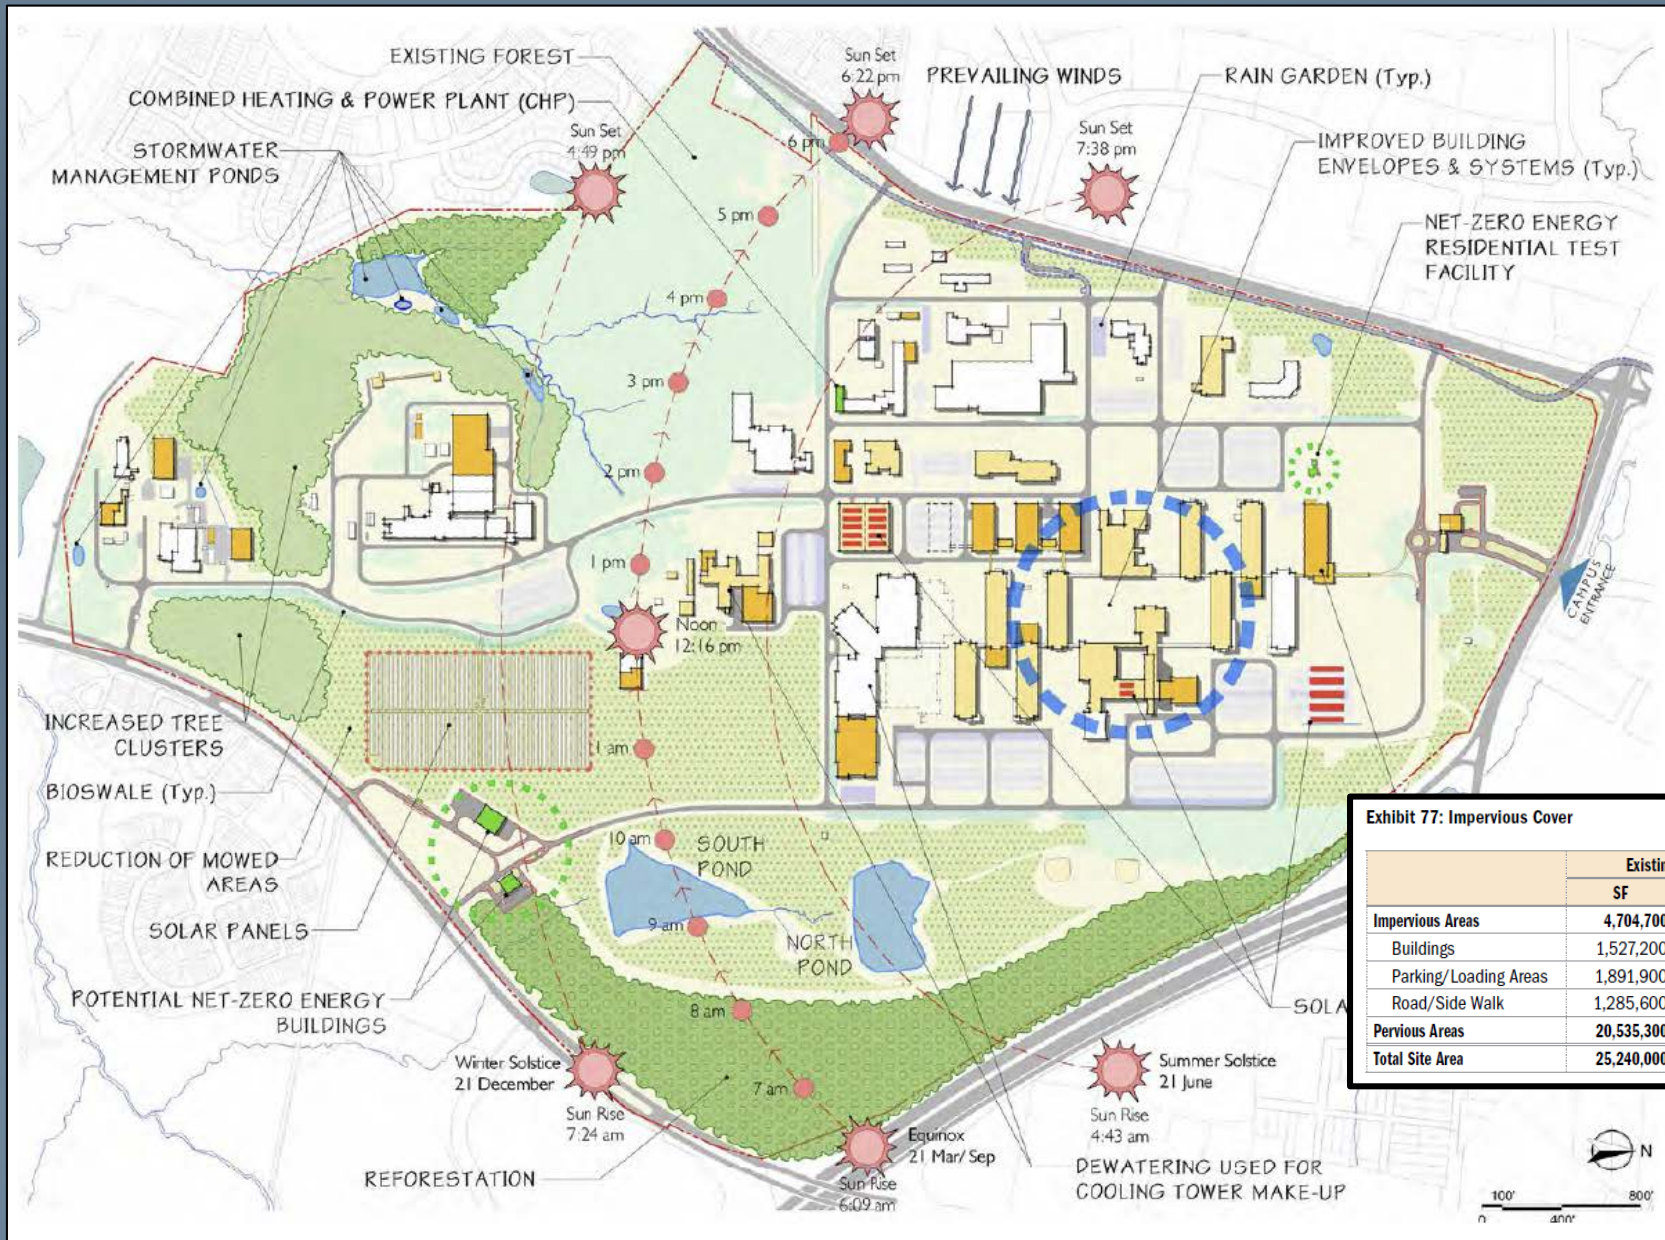 EXISTING FOREST
COMBINED HEATING & POWER PLANT (CHP)
STORMWATER
MANAGEMENT PONDS
Sun Set
4:49 pm
Sun Set
6:22 pm
PREVAILING WINDS
Sun Set
7:38 pm
RAIN GARDEN (Typ.)
IMPROVED BUILDING
ENVELOPES & SYSTEMS (Typ.)
NET-ZERO ENERGY
RESIDENTIAL TEST
FACILITY
6 pm
5 pm
4 pm
3 pm
2 pm
1 pm
Noon
12:16 pm
1 am
10 am
9 am
8 am
7 am
CAMPUS
ENTRANCE
INCREASED TREE
CLUSTERS
BIOSWALE (Typ.)
REDUCTION OF MOWED
AREAS
SOLAR PANELS
POTENTIAL NET-ZERO ENERGY
BUILDINGS
SOUTH
POND
NORTH
POND
Winter Solstice
21 December
Sun Rise
7:24 am
REFORESTATION
Equinox
21 Mar/ Sep
Sun Rise
6:09 am
Summer Solstice
21 June
Sun Rise
4:43 am
DEWATERING USED FOR
COOLING TOWER MAKE-UP
SOLA
Exhibit 77: Impervious Cover
Existin
SF
Impervious Areas 4,704,700
Buildings 1,527,200
Parking/Loading Areas 1,891,900
Road/Side Walk 1,285,600
Pervious Areas 20,535,300
Total Site Area 25,240,000
N
100' 800'
0 400'